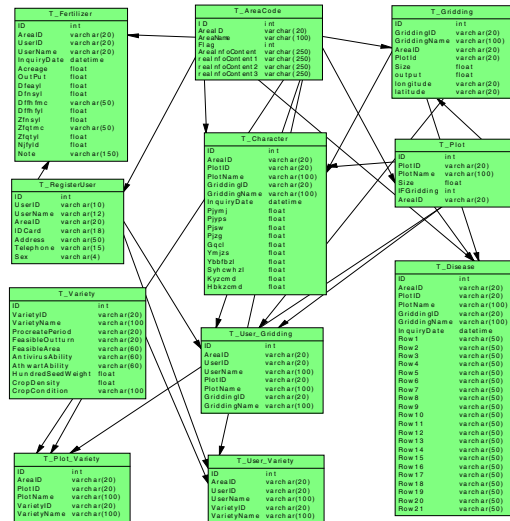 T_Fertilizer
ID int
AreaID varchar(20)
UserID varchar(20)
UserName varchar(20)
InquiryDate datetime
Acreage float
OutPut float
Dfeayl float
Dfnsyl float
Dffhfmc varchar(50)
Dffhfyl float
Zfnsyl float
Zfqtmc varchar(50)
Zfqtyl float
Njfyld float
Note varchar(150)
T_AreaCode
ID int
AreaID varchar(20)
AreaName varchar(100)
Flag int
AreaInfoContent varchar(250)
realnfoContent1 varchar(250)
realnfoContent2 varchar(250)
realnfoContent3 varchar(250)
T_Gridding
ID int
GriddingID varchar(20)
GriddingName varchar(100)
AreaID varchar(20)
PlotId varchar(20)
Size float
output float
longitude varchar(20)
latitude varchar(20)
T_Character
ID int
AreaID varchar(20)
PlotID varchar(20)
PlotName varchar(100)
GriddingID varchar(20)
GriddingName varchar(100)
InquiryDate datetime
Pjymj float
Pjyps float
Pjsw float
Pjzg float
Gqcl float
Ymjzs float
Ybbfbzl float
Syhcwhzl float
Kyzcmd float
Hbkzcmd float
T_Plot
ID int
PlotID varchar(20)
PlotName varchar(100)
Size float
IFGridding int
AreaID varchar(20)
T_RegisterUser
ID int
UserID varchar(10)
UserName varchar(12)
AreaID varchar(20)
IDCard varchar(18)
Address varchar(50)
Telephone varchar(15)
Sex varchar(4)
T_Disease
ID int
AreaID varchar(20)
PlotID varchar(20)
PlotName varchar(100)
GriddingID varchar(20)
GriddingName varchar(100)
InquiryDate datetime
Row1 varchar(50)
Row2 varchar(50)
Row3 varchar(50)
Row4 varchar(50)
Row5 varchar(50)
Row6 varchar(50)
Row7 varchar(50)
Row8 varchar(50)
Row9 varchar(50)
Row10 varchar(50)
Row11 varchar(50)
Row12 varchar(50)
Row13 varchar(50)
Row14 varchar(50)
Row15 varchar(50)
Row16 varchar(50)
Row17 varchar(50)
Row18 varchar(50)
Row19 varchar(50)
Row20 varchar(50)
Row21 varchar(50)
T_Variety
ID int
VarietyID varchar(20)
VarietyName varchar(100
ProcreatePeriod varchar(20)
FeasibleOutturn varchar(20)
FeasibleArea varchar(60)
AntivirusAbility varchar(60)
AthwartAbility varchar(60)
HundredSeedWeight float
CropDensity float
CropCondition varchar(100
T_User_Gridding
ID int
AreaID varchar(20)
UserID varchar(20)
UserName varchar(100)
PlotID varchar(20)
PlotName varchar(100)
GriddingID varchar(20)
GriddingName varchar(100)
T_Plot_Variety
ID int
AreaID varchar(20)
PlotID varchar(20)
PlotName varchar(100)
VarietyID varchar(20)
VarietyName varchar(100)
T_User_Variety
ID int
AreaID varchar(20)
UserID varchar(20)
UserName varchar(100)
VarietyID varchar(20)
VarietyName varchar(100)